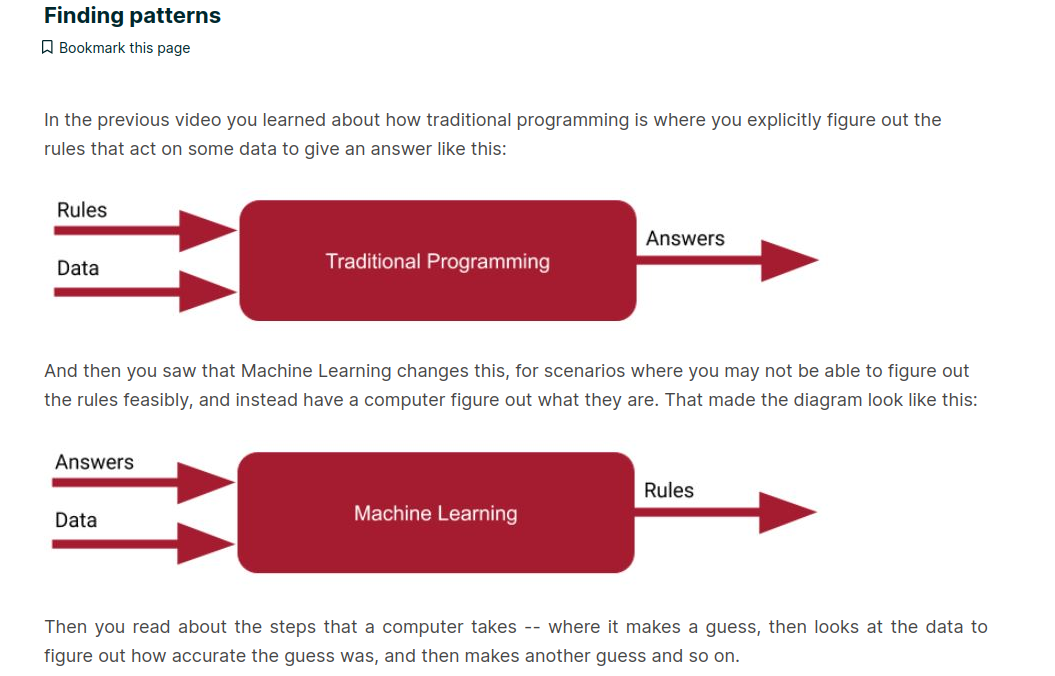 Finding patterns
Bookmark this page
In the previous video you learned about how traditional programming is where you explicitly figure out the
rules that act on some data to give an answer like this:
Rules
Data
Traditional Programming
Answers
And then you saw that Machine Learning changes this, for scenarios where you may not be able to figure out
the rules feasibly, and instead have a computer figure out what they are. That made the diagram look like this:
Answers
Data
Machine Learning
Rules
Then you read about the steps that a computer takes -- where it makes a guess, then looks at the data to
figure out how accurate the guess was, and then makes another guess and so on.